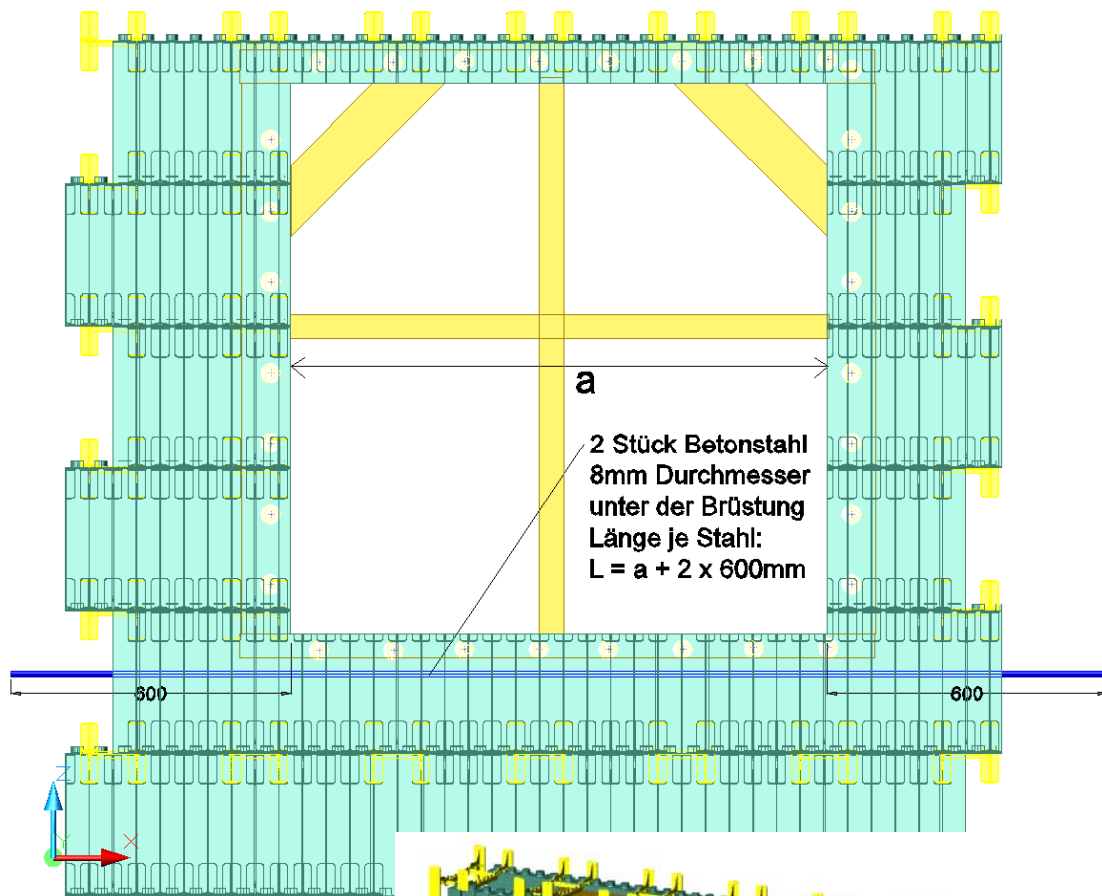 a
2 Stück Betonstahl
8mm Durchmesser
unter der Brüstung
Länge je Stahl:
L = a + 2 x 600mm
600
600
Z
Y
X